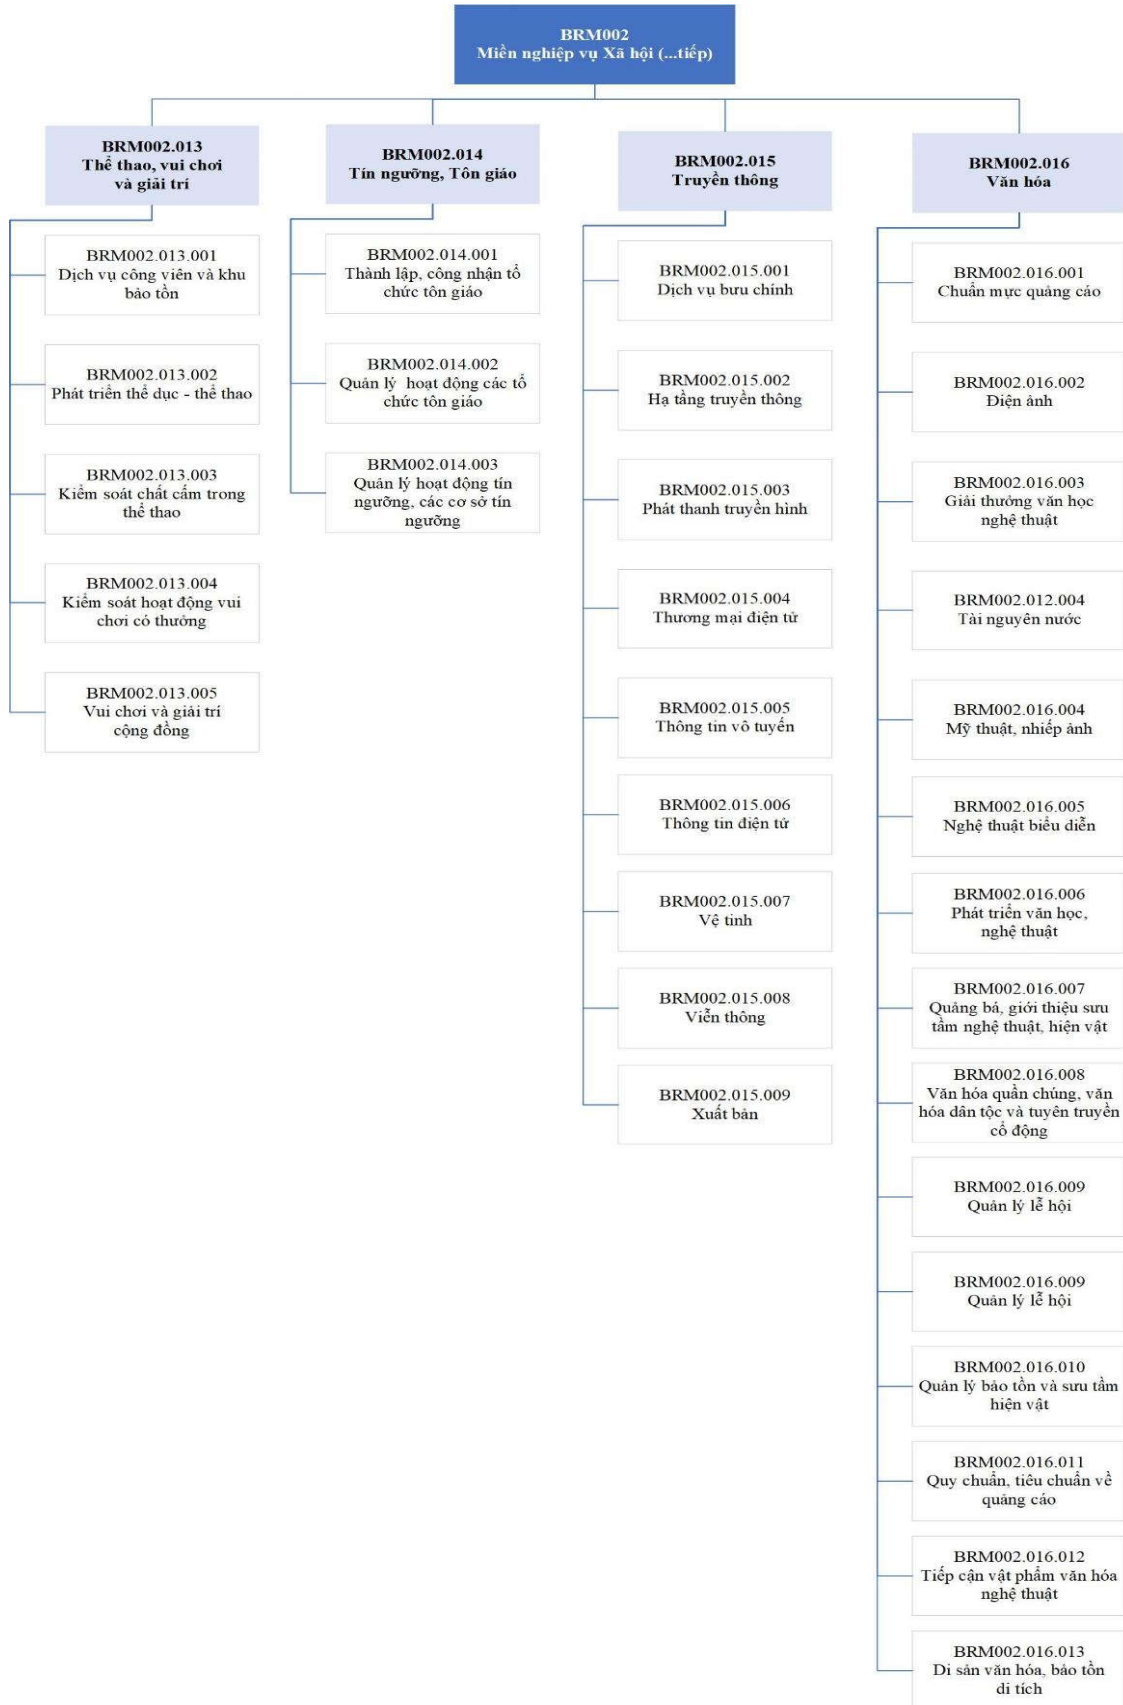 BRM002
Miền nghiệp vụ Xã hội (...tiếp)
BRM002.013
Thể thao, vui chơi
và giải trí
BRM002.013.001
Dịch vụ công viên và khu
bảo tồn
BRM002.013.002
Phát triển thể dục - thể thao
BRM002.013.003
Kiểm soát chất cấm trong
thể thao
BRM002.013.004
Kiểm soát hoạt động vui
chơi có thưởng
BRM002.013.005
Vui chơi và giải trí
cộng đồng
BRM002.014
Tín ngưỡng, Tôn giáo
BRM002.014.001
Thành lập, công nhận tổ
chức tôn giáo
BRM002.014.002
Quản lý hoạt động các tổ
chức tôn giáo
BRM002.014.003
Quản lý hoạt động tín
ngưỡng, các cơ sở tín
ngưỡng
BRM002.015
Truyền thông
BRM002.015.001
Dịch vụ bưu chính
BRM002.015.002
Hạ tầng truyền thông
BRM002.015.003
Phát thanh truyền hình
BRM002.015.004
Thương mại điện tử
BRM002.015.005
Thông tin vô tuyến
BRM002.015.006
Thông tin điện tử
BRM002.015.007
Vệ tinh
BRM002.015.008
Viễn thông
BRM002.015.009
Xuất bản
BRM002.016
Văn hóa
BRM002.016.001
Chuẩn mực quảng cáo
BRM002.016.002
Điện ảnh
BRM002.016.003
Giải thưởng văn học
nghệ thuật
BRM002.012.004
Tài nguyên nước
BRM002.016.004
Mỹ thuật, nhiếp ảnh
BRM002.016.005
Nghệ thuật biểu diễn
BRM002.016.006
Phát triển văn học,
nghệ thuật
BRM002.016.007
Quảng bá, giới thiệu sưu
tầm nghệ thuật, hiện vật
BRM002.016.008
Văn hóa quần chúng, văn
hóa dân tộc và tuyên truyền
cổ động
BRM002.016.009
Quản lý lễ hội
BRM002.016.009
Quản lý lễ hội
BRM002.016.010
Quản lý bảo tồn và sưu tầm
hiện vật
BRM002.016.011
Quy chuẩn, tiêu chuẩn về
quảng cáo
BRM002.016.012
Tiếp cận vật phẩm văn hóa
nghệ thuật
BRM002.016.013
Di sản văn hóa, bảo tồn
di tích